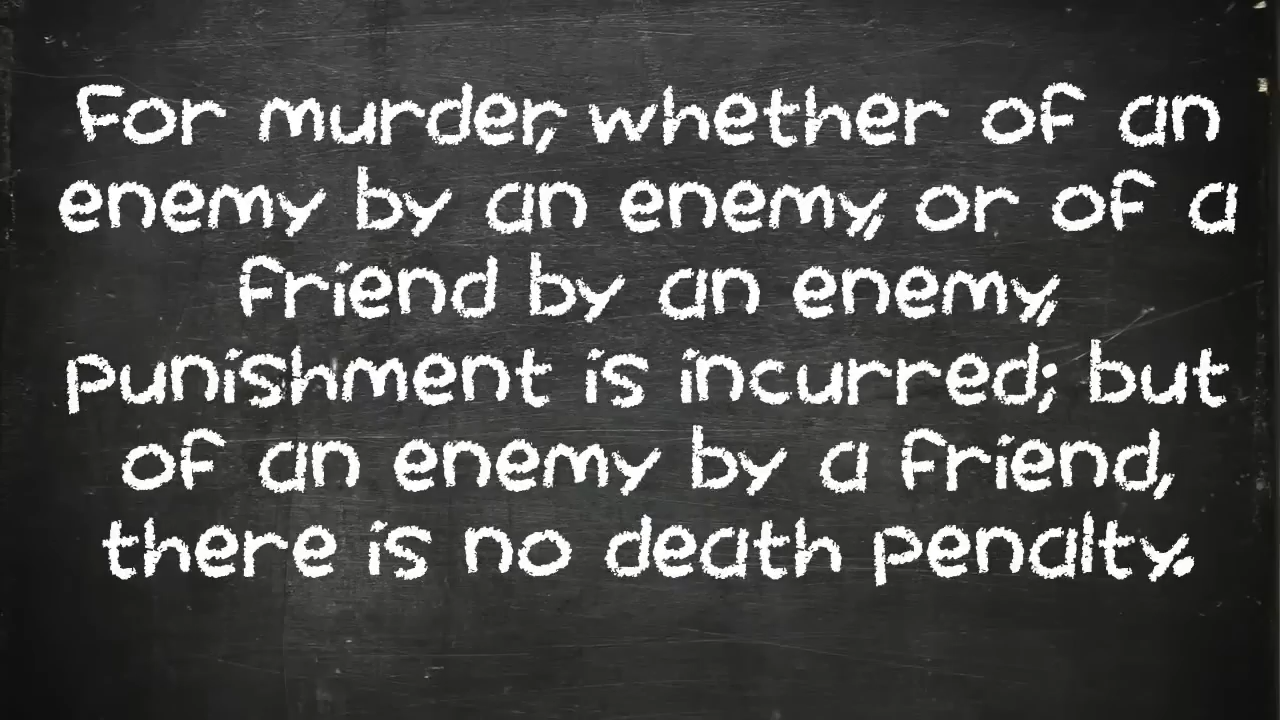 For murder, whether of an
enemy by an enemy, or of a
friend by an enemy,
punishment is incurred; but
of an enemy by a friend,
there is no death penalty.